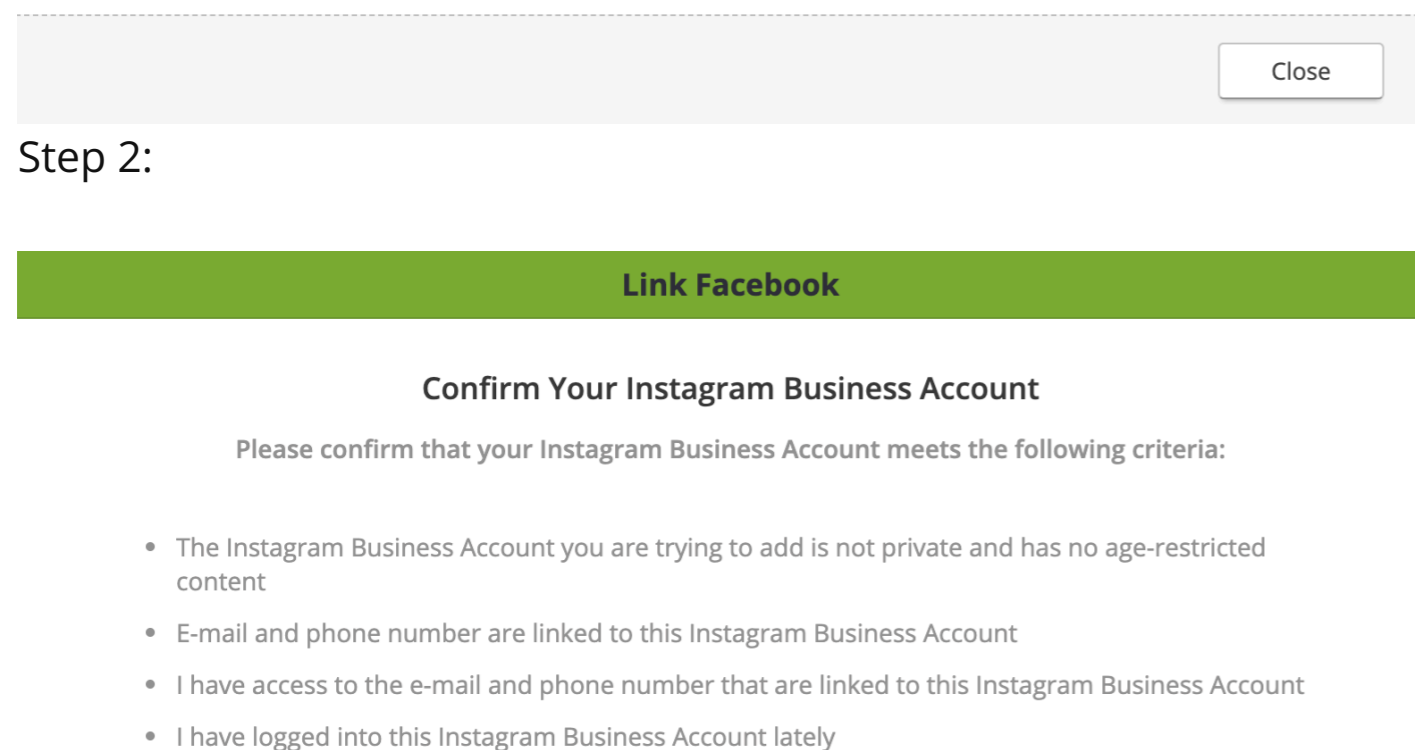 Close
Step 2:
Link Facebook
Confirm Your Instagram Business Account
Please confirm that your Instagram Business Account meets the following criteria:
• The Instagram Business Account you are trying to add is not private and has no age-restricted
content
• E-mail and phone number are linked to this Instagram Business Account
• I have access to the e-mail and phone number that are linked to this Instagram Business Account
• I have logged into this Instagram Business Account lately